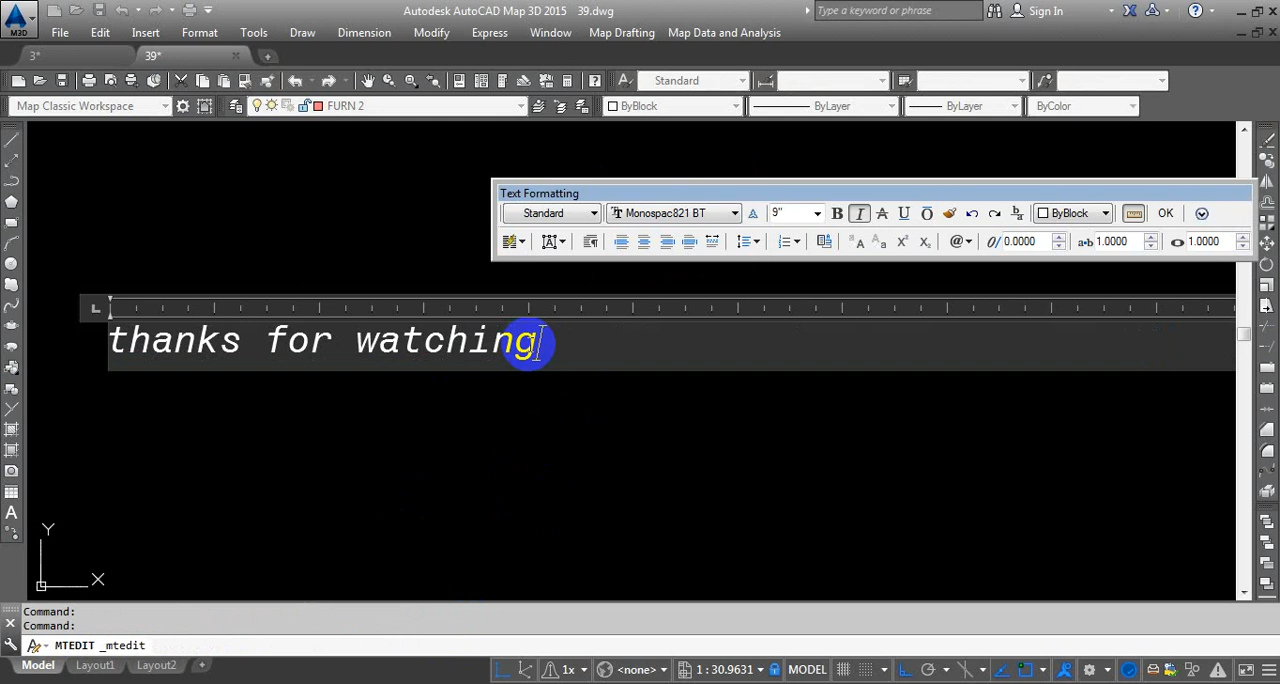 Autodesk AutoCAD Map 3D 2015 39.dwg
Type a keyword or phrase
Sign In
M3D
File Edit Insert Format Tools Draw Dimension Modify Express Window Map Drafting Map Data and Analysis
3*
39*
Standard
Map Classic Workspace
FURN 2
ByBlock
ByLayer
ByLayer
ByColor
Text Formatting
Standard
Monospac821 BT
9"
B I A U O
ByBlock
OK
@
0/ 0.0000
a•b 1.0000
1.0000
L
thanks for watching
Y
X
Command:
Command:
MTEDIT _mtedit
Model Layout1 Layout2
1x
<none>
1 : 30.9631
MODEL